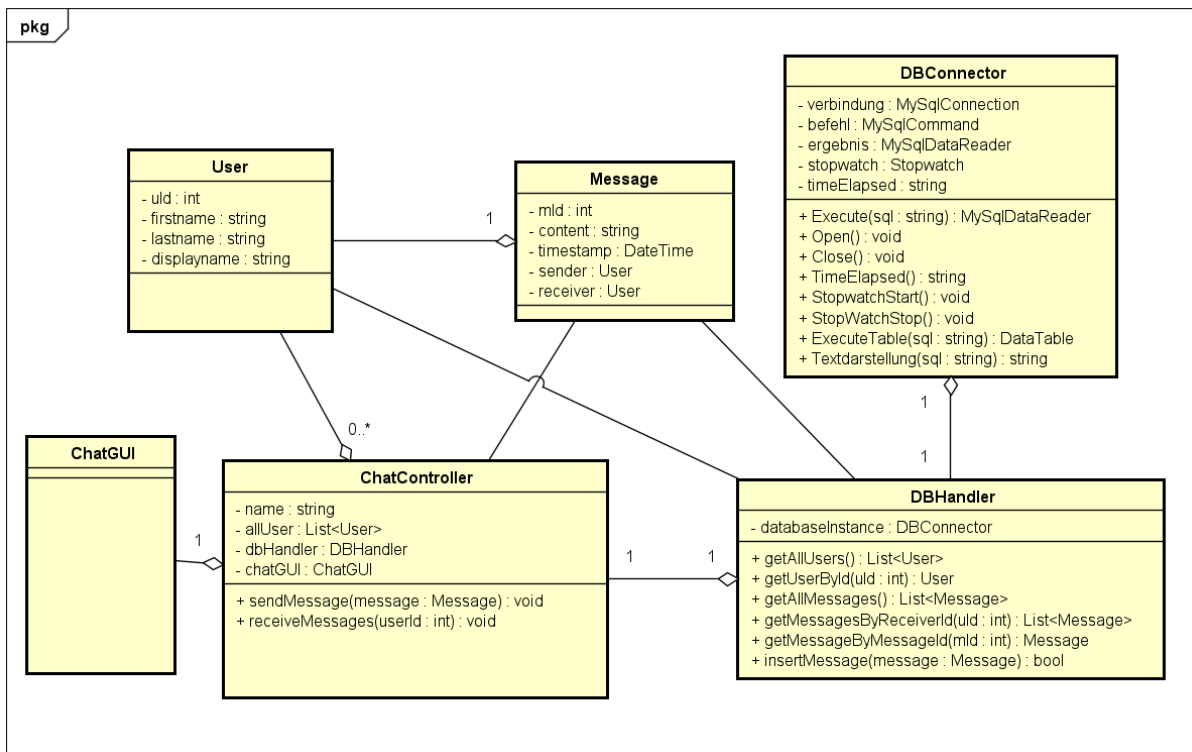 pkg
DBConnector
- verbindung : MySqlConnection
- befehl : MySqlCommand
- ergebnis : MySqlDataReader
- stopwatch : Stopwatch
- timeElapsed : string
+ Execute(sql : string) : MySqlDataReader
+ Open() : void
+ Close() : void
+ TimeElapsed() : string
+ StopwatchStart() : void
+ StopWatchStop() : void
+ ExecuteTable(sql : string) : DataTable
+ Textdarstellung(sql : string) : string
User
- uId : int
- firstname : string
- lastname : string
- displayname : string
1
Message
- mId : int
- content : string
- timestamp : DateTime
- sender : User
- receiver : User
1
1
0..*
ChatGUI
1
ChatController
- name : string
- allUser : List<User>
- dbHandler : DBHandler
- chatGUI : ChatGUI
+ sendMessage(message : Message) : void
+ receiveMessages(userId : int) : void
1
1
DBHandler
- databaseInstance : DBConnector
+ getAllUsers() : List<User>
+ getUserById(uId : int) : User
+ getAllMessages() : List<Message>
+ getMessagesByReceiverId(uId : int) : List<Message>
+ getMessageByMessageId(mId : int) : Message
+ insertMessage(message : Message) : bool